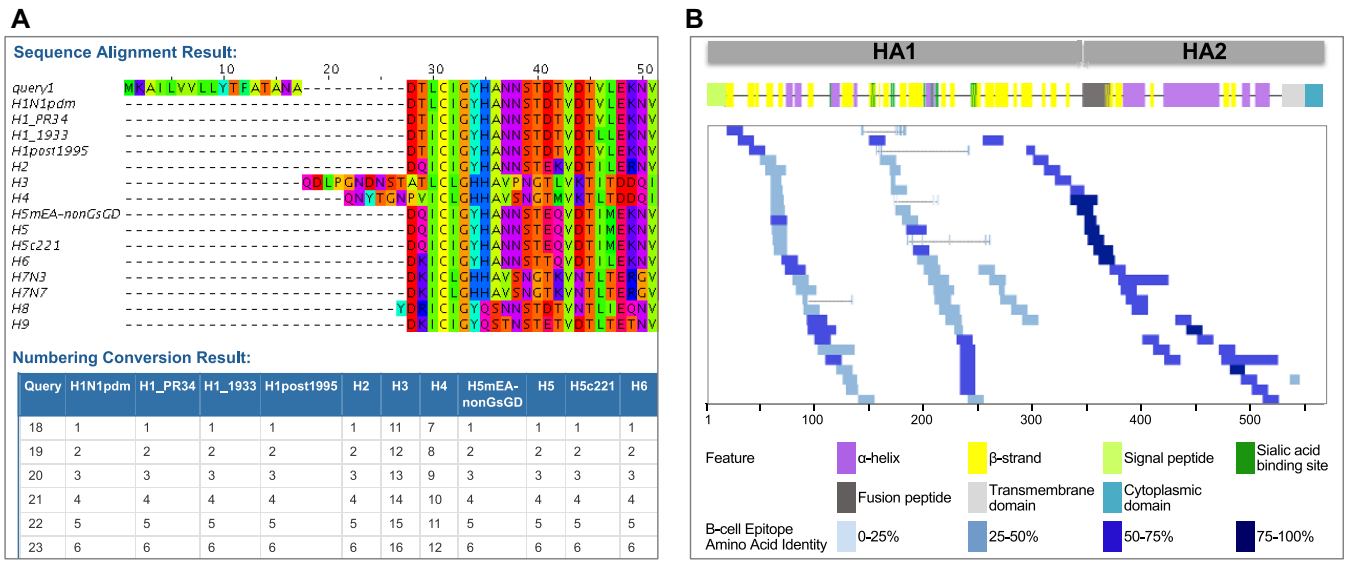 A
Sequence Alignment Result:
10 20 30 40 50
query1 MKAILVVLLYTFATANA----------DTLCIGYHANNSTDTVDTVLEKNV
H1N1pdm ---------------------------DTLCIGYHANNSTDTVDTVLEKNV
H1_PR34 ---------------------------DTICIGYHANNSTDTVDTVLEKNV
H1_1933 ---------------------------DTICIGYHANNSTDTVDTLLEKNV
H1post1995 ---------------------------DTICIGYHANNSTDTVDTVLEKNV
H2 ---------------------------DQICIGYHANNSTEKVDTILERNV
H3 -----------------QDLPGNDNSTATLCLGHHAVPNGTLVKTITDDQI
H4 ---------------------QNYTGNPVICLGHHAVSNGTMVKTLTDDQI
H5mEA-nonGsGD ---------------------------DQICIGYHANNSTEQVDTIMEKNV
H5 ---------------------------DQICIGYHANNSTEQVDTIMEKNV
H5c221 ---------------------------DQICIGYHANNSTEQVDTIMEKNV
H6 ---------------------------DKICIGYHANNSTTQVDTILEKNV
H7N3 ---------------------------DKICLGHHAVSNGTKVNTLTERGV
H7N7 ---------------------------DKICLGHHAVSNGTKVNTLTERGV
H8 --------------------------YDRICIGYQSNNSTDTVNTLIEQNV
H9 ---------------------------DKICIGYQSTNSTETVDTLTETNV
Numbering Conversion Result:
Query H1N1pdm H1_PR34 H1_1933 H1post1995 H2 H3 H4 H5mEA-nonGsGD H5 H5c221 H6
18 1 1 1 1 1 11 7 1 1 1 1
19 2 2 2 2 2 12 8 2 2 2 2
20 3 3 3 3 3 13 9 3 3 3 3
21 4 4 4 4 4 14 10 4 4 4 4
22 5 5 5 5 5 15 11 5 5 5 5
23 6 6 6 6 6 16 12 6 6 6 6
B
HA1 HA2
1 100 200 300 400 500
Feature α-helix β-strand Signal peptide Sialic acid binding site
Fusion peptide Transmembrane domain Cytoplasmic domain
B-cell Epitope Amino Acid Identity 0-25% 25-50% 50-75% 75-100%